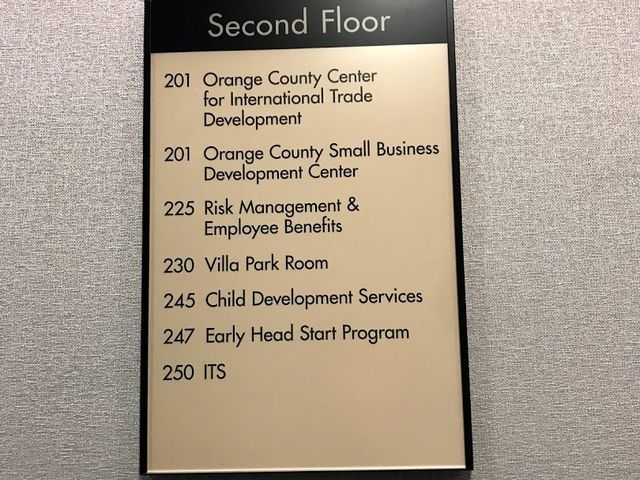 Second Floor
201 Orange County Center
for International Trade
Development
201 Orange County Small Business
Development Center
225 Risk Management &
Employee Benefits
230 Villa Park Room
245 Child Development Services
247 Early Head Start Program
250 ITS